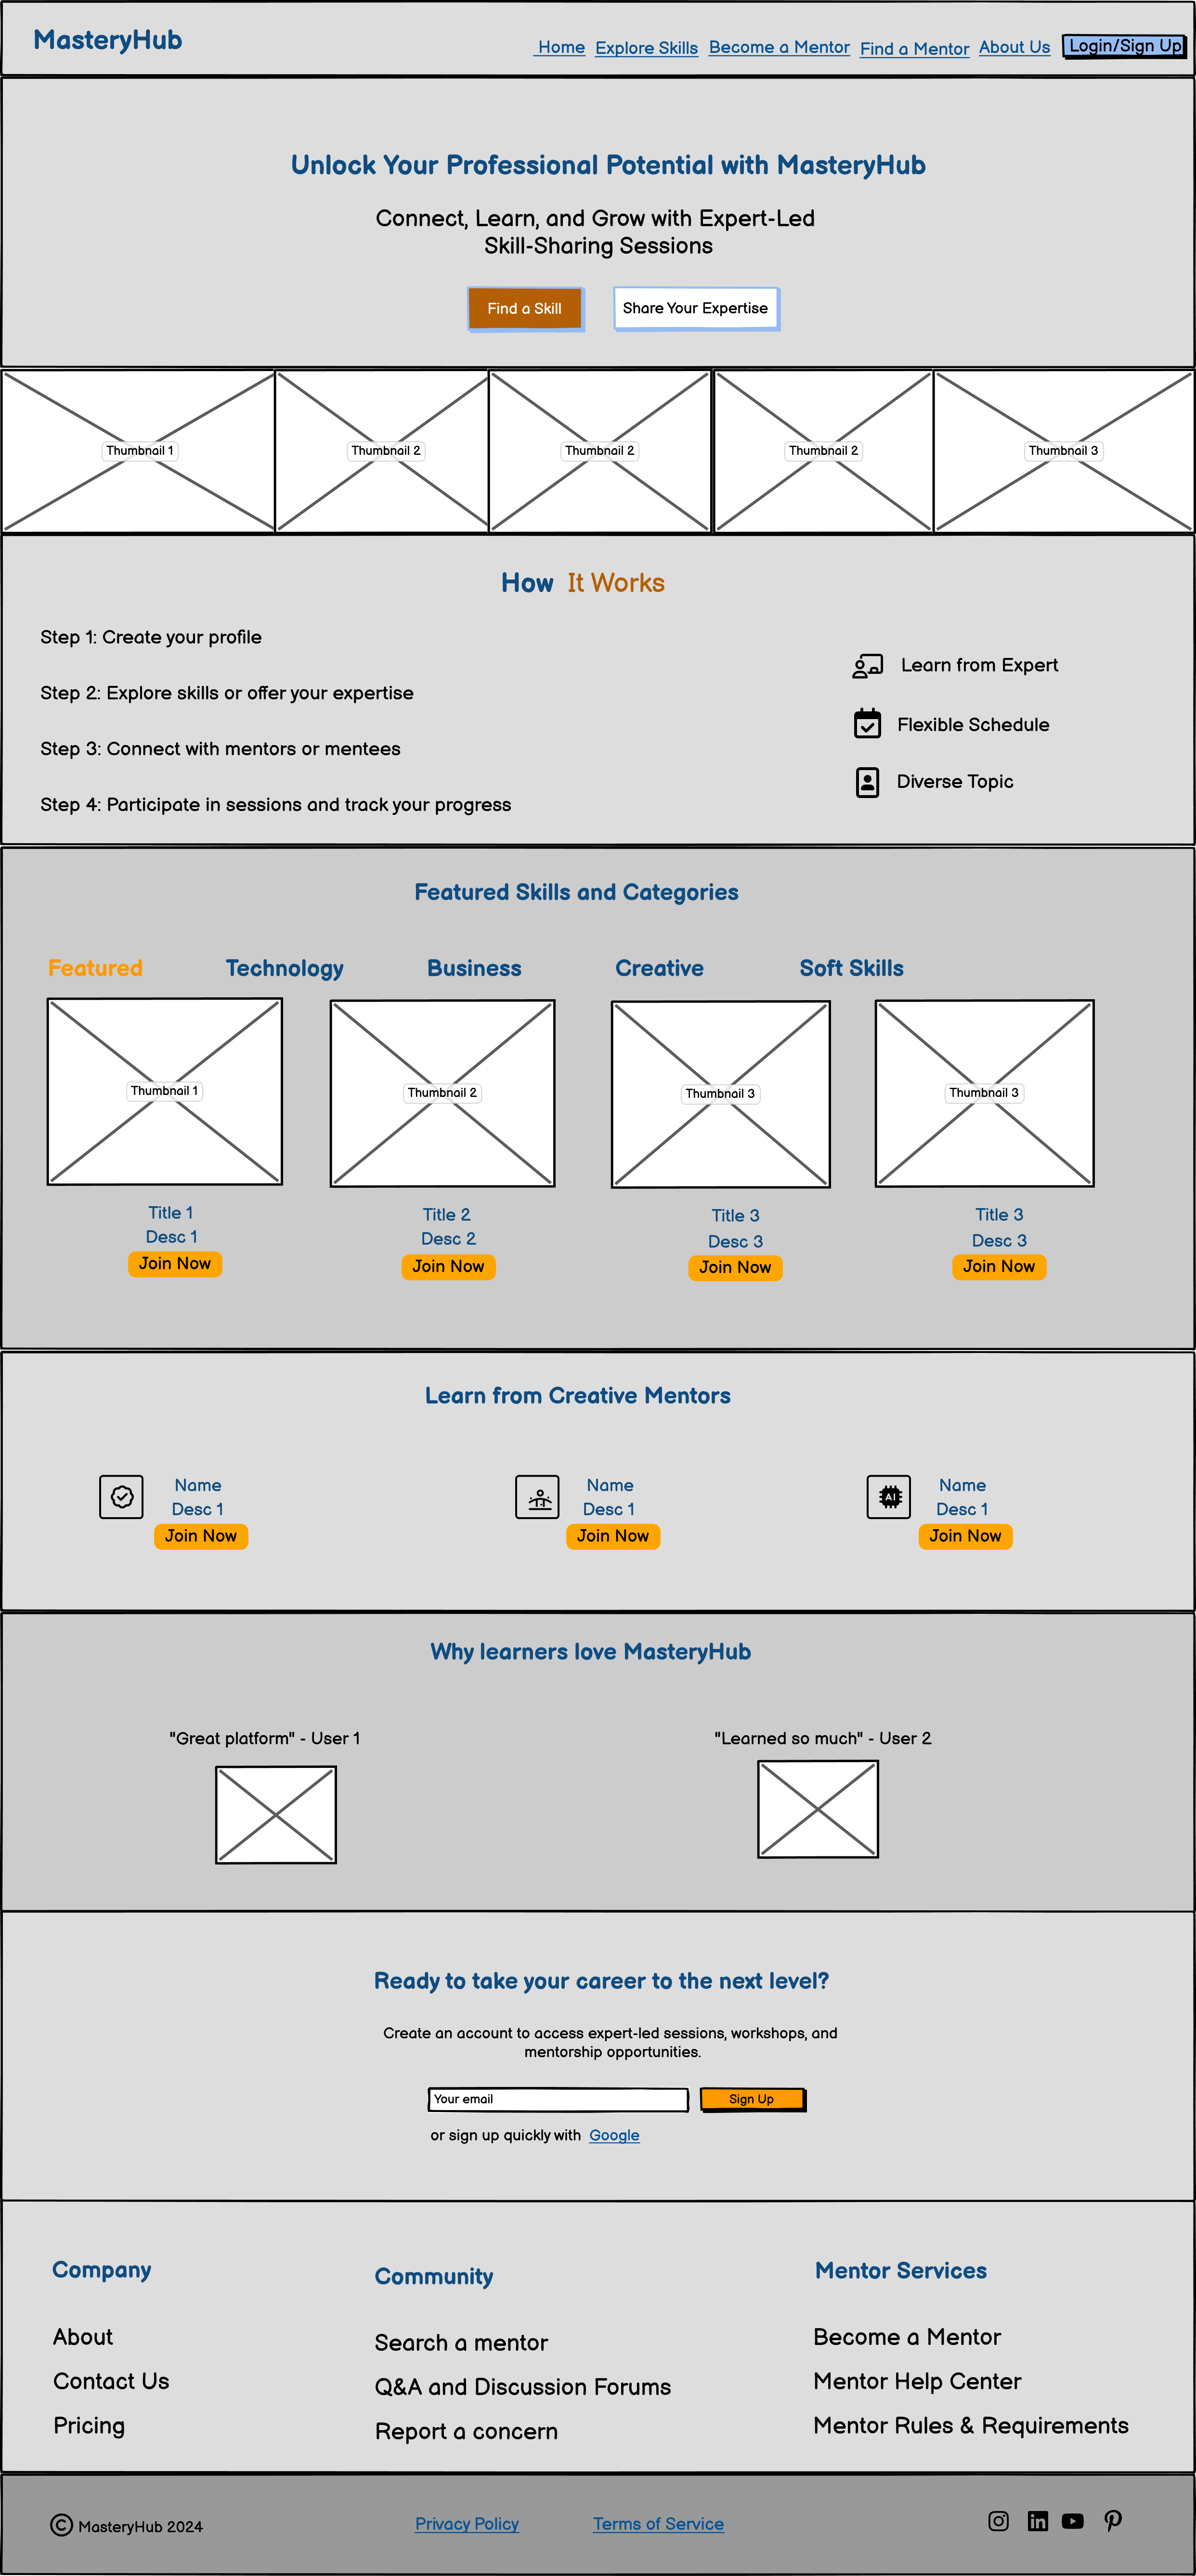 MasteryHub
Home Explore Skills Become a Mentor Find a Mentor About Us Login/Sign Up
Unlock Your Professional Potential with MasteryHub
Connect, Learn, and Grow with Expert-Led
Skill-Sharing Sessions
Find a Skill Share Your Expertise
Thumbnail 1 Thumbnail 2 Thumbnail 2 Thumbnail 2 Thumbnail 3
How It Works
Step 1: Create your profile
Step 2: Explore skills or offer your expertise
Step 3: Connect with mentors or mentees
Step 4: Participate in sessions and track your progress
Learn from Expert
Flexible Schedule
Diverse Topic
Featured Skills and Categories
Featured Technology Business Creative Soft Skills
Thumbnail 1 Thumbnail 2 Thumbnail 3 Thumbnail 3
Title 1 Title 2 Title 3 Title 3
Desc 1 Desc 2 Desc 3 Desc 3
Join Now Join Now Join Now Join Now
Learn from Creative Mentors
Name Name AI Name
Desc 1 Desc 1 Desc 1
Join Now Join Now Join Now
Why learners love MasteryHub
"Great platform" - User 1 "Learned so much" - User 2
Ready to take your career to the next level?
Create an account to access expert-led sessions, workshops, and
mentorship opportunities.
Your email Sign Up
or sign up quickly with Google
Company
About
Contact Us
Pricing
Community
Search a mentor
Q&A and Discussion Forums
Report a concern
Mentor Services
Become a Mentor
Mentor Help Center
Mentor Rules & Requirements
© MasteryHub 2024 Privacy Policy Terms of Service in